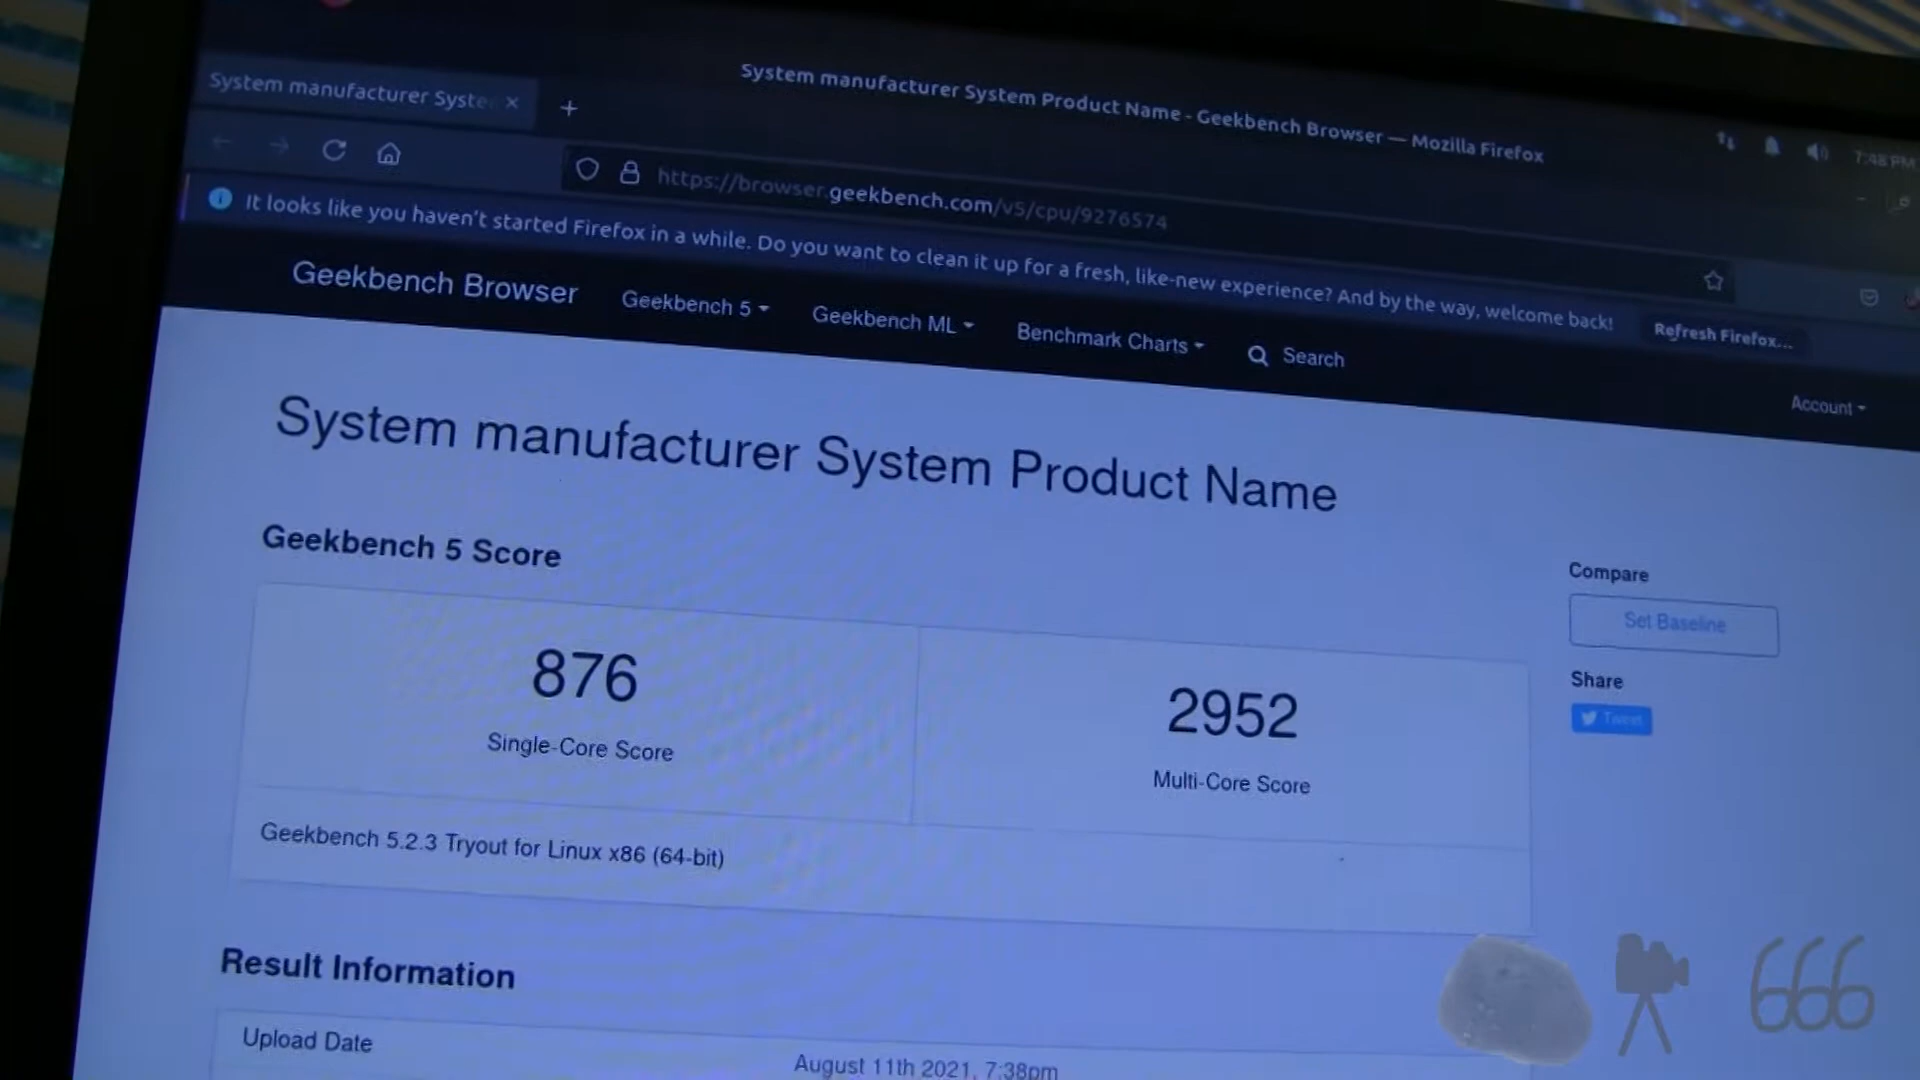 System manufacturer System Product Name - Geekbench Browser — Mozilla Firefox
7:48 PM
System manufacturer Syste
https://browser.geekbench.com/v5/cpu/9276574
It looks like you haven't started Firefox in a while. Do you want to clean it up for a fresh, like-new experience? And by the way, welcome back!
Refresh Firefox...
Geekbench Browser
Geekbench 5
Geekbench ML
Benchmark Charts
Search
Account
System manufacturer System Product Name
Geekbench 5 Score
876
Single-Core Score
2952
Multi-Core Score
Geekbench 5.2.3 Tryout for Linux x86 (64-bit)
Compare
Set Baseline
Share
Tweet
Result Information
Upload Date
August 11th 2021, 7:38pm
666